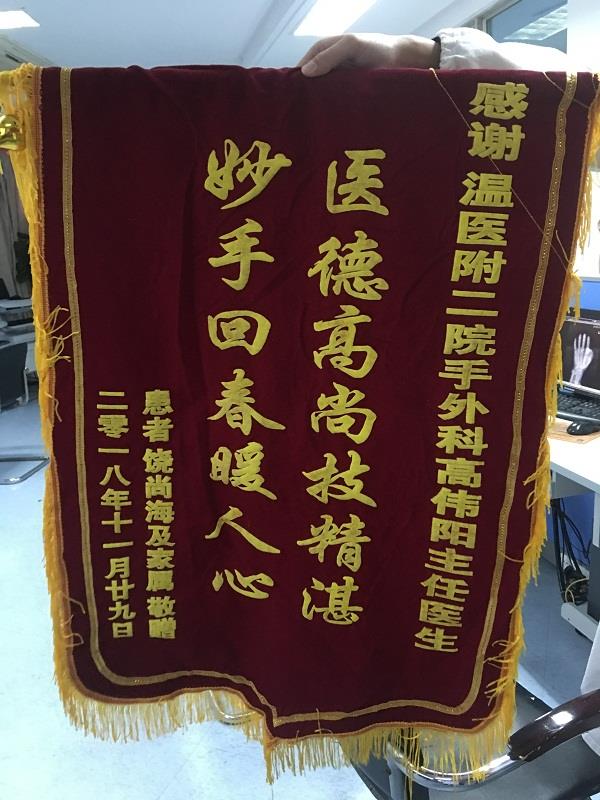 感谢 温医附二院手外科高伟阳主任医生
医德高尚技精湛
妙手回春暖人心
患者 饶尚海及家属 敬赠
二零一八年十一月廿九日